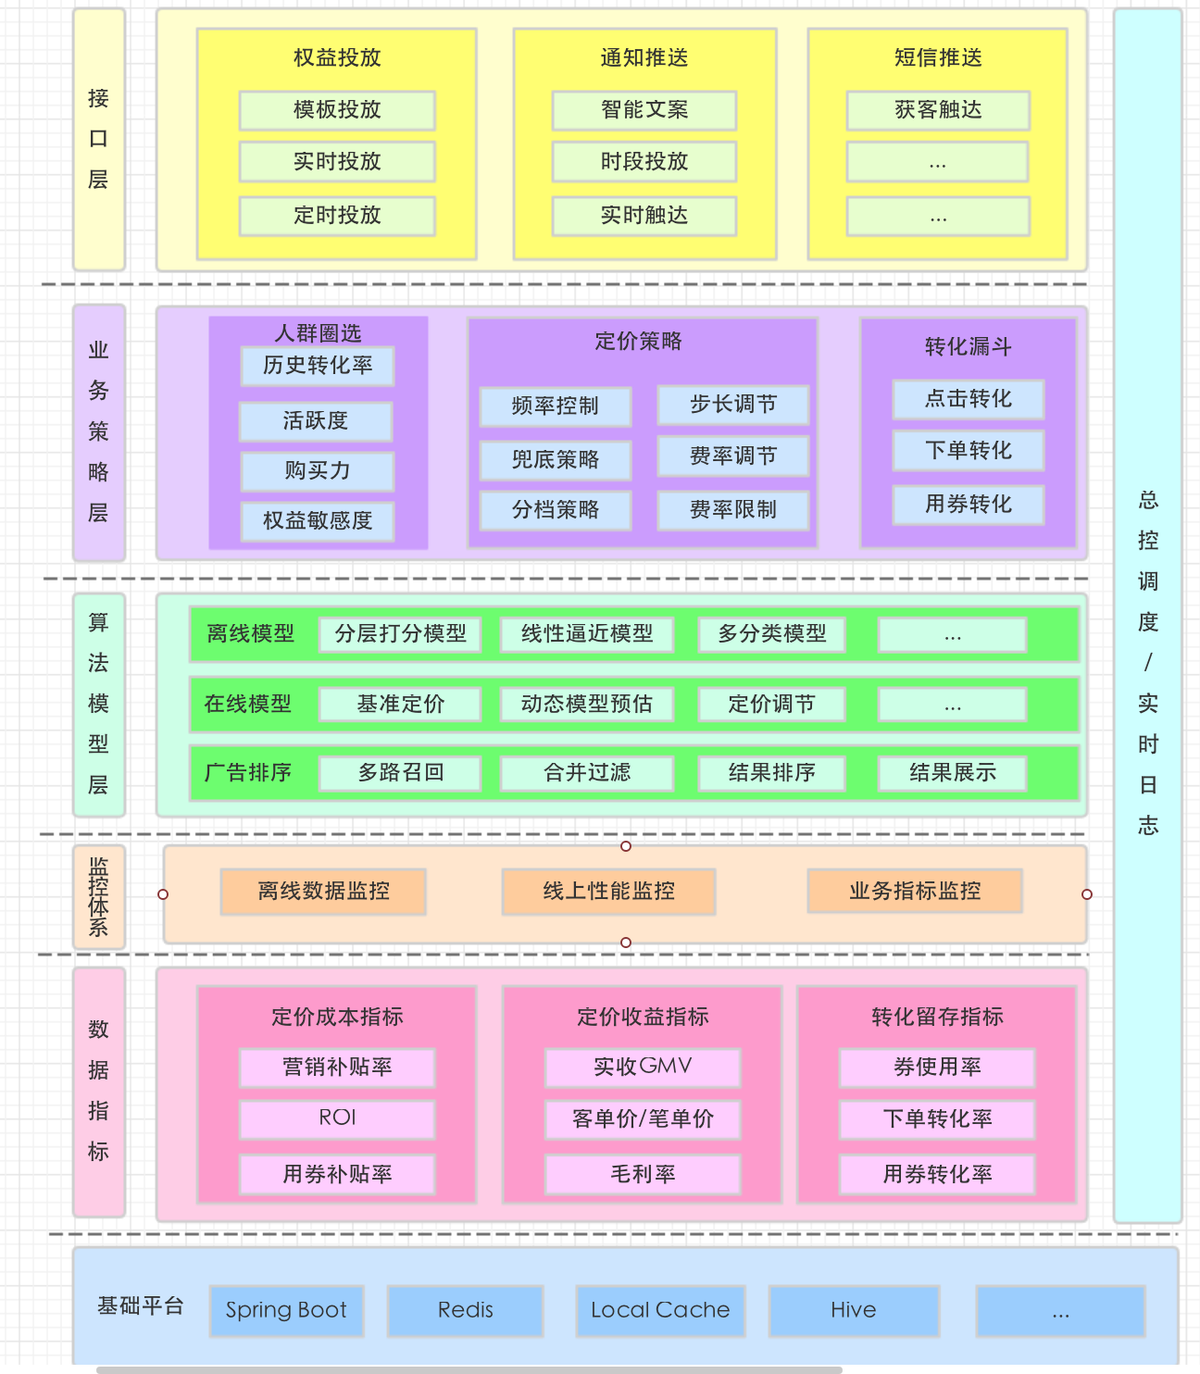 接口层
权益投放
模板投放
实时投放
定时投放
通知推送
智能文案
时段投放
实时触达
短信推送
获客触达
...
...
业务策略层
人群圈选
历史转化率
活跃度
购买力
权益敏感度
定价策略
频率控制
步长调节
兜底策略
费率调节
分档策略
费率限制
转化漏斗
点击转化
下单转化
用券转化
算法模型层
离线模型
分层打分模型
线性逼近模型
多分类模型
...
在线模型
基准定价
动态模型预估
定价调节
...
广告排序
多路召回
合并过滤
结果排序
结果展示
监控体系
离线数据监控
线上性能监控
业务指标监控
数据指标
定价成本指标
营销补贴率
ROI
用券补贴率
定价收益指标
实收GMV
客单价/笔单价
毛利率
转化留存指标
券使用率
下单转化率
用券转化率
总控调度/实时日志
基础平台
Spring Boot
Redis
Local Cache
Hive
...